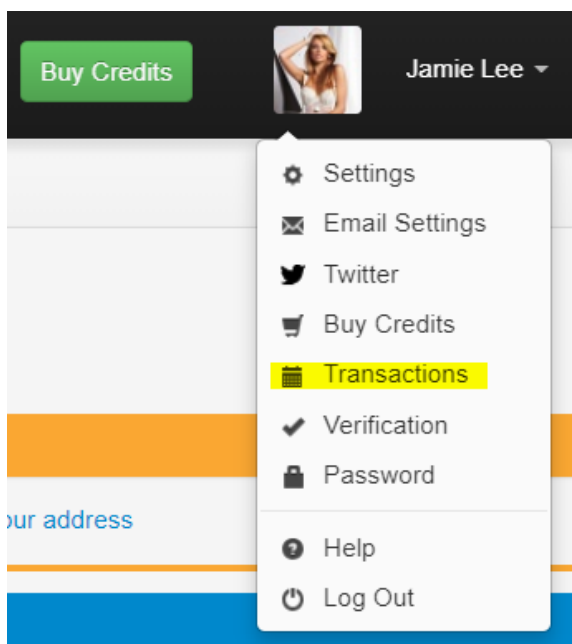 Buy Credits
Jamie Lee
Settings
Email Settings
Twitter
Buy Credits
Transactions
Verification
Password
our address
Help
Log Out